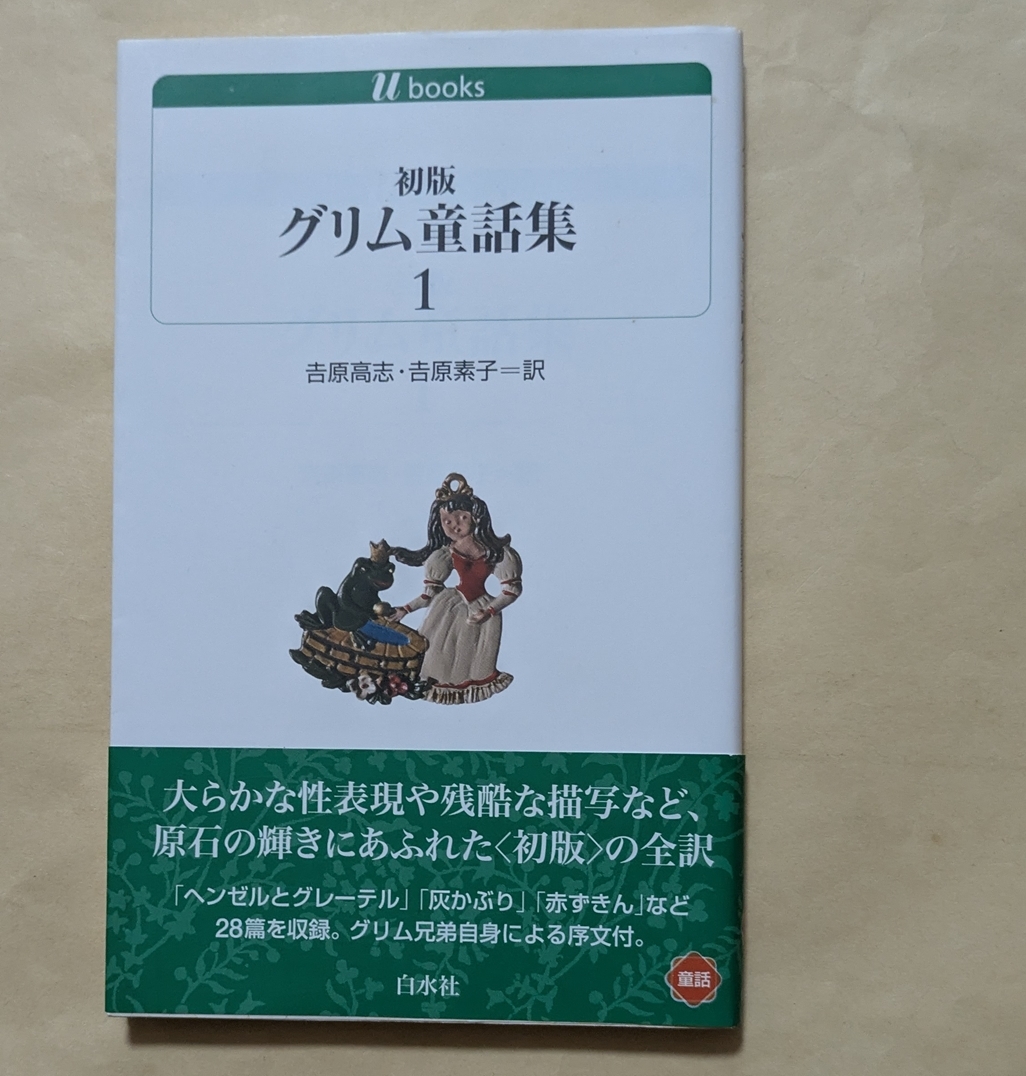 u books
初版
グリム童話集
1
𠮷原高志・𠮷原素子＝訳
大らかな性表現や残酷な描写など、
原石の輝きにあふれた〈初版〉の全訳
「ヘンゼルとグレーテル」「灰かぶり」「赤ずきん」など
28篇を収録。グリム兄弟自身による序文付。
白水社
童話